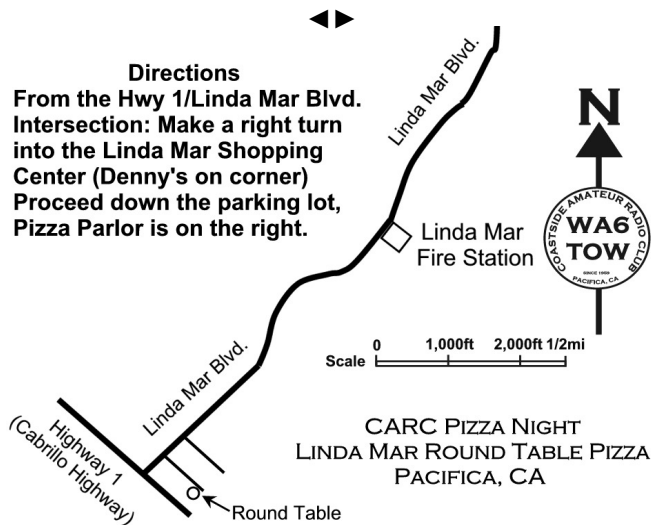 Directions
From the Hwy 1/Linda Mar Blvd.
Intersection: Make a right turn
into the Linda Mar Shopping
Center (Denny's on corner)
Proceed down the parking lot,
Pizza Parlor is on the right.
Linda Mar Blvd.
N
COASTSIDE AMATEUR RADIO CLUB
WA6
TOW
SINCE 1959
PACIFICA, CA
Linda Mar
Fire Station
0 1,000ft 2,000ft 1/2mi
Scale
Linda Mar Blvd.
Highway 1
(Cabrillo Highway)
CARC PIZZA NIGHT
LINDA MAR ROUND TABLE PIZZA
PACIFICA, CA
Round Table